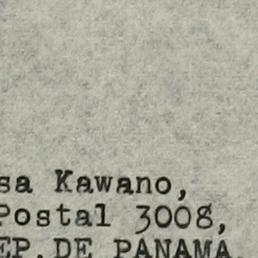 sa Kawano,
Postal 3008,
EP.DE PANAMA.